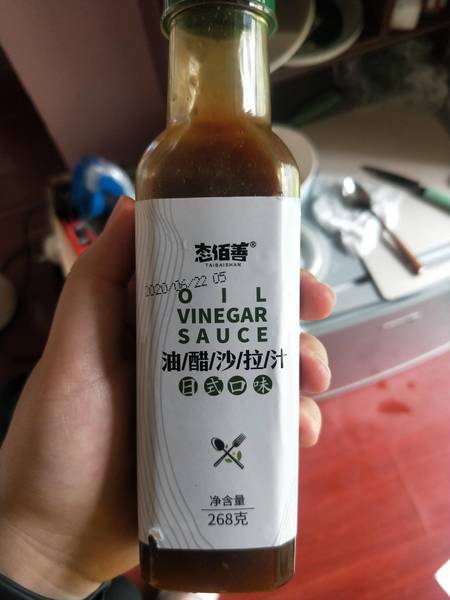 态佰善®
TAIBAISHAN
2020/06/22 05
OIL
VINEGAR
SAUCE
油/醋/沙/拉/汁
日式口味
净含量
268克